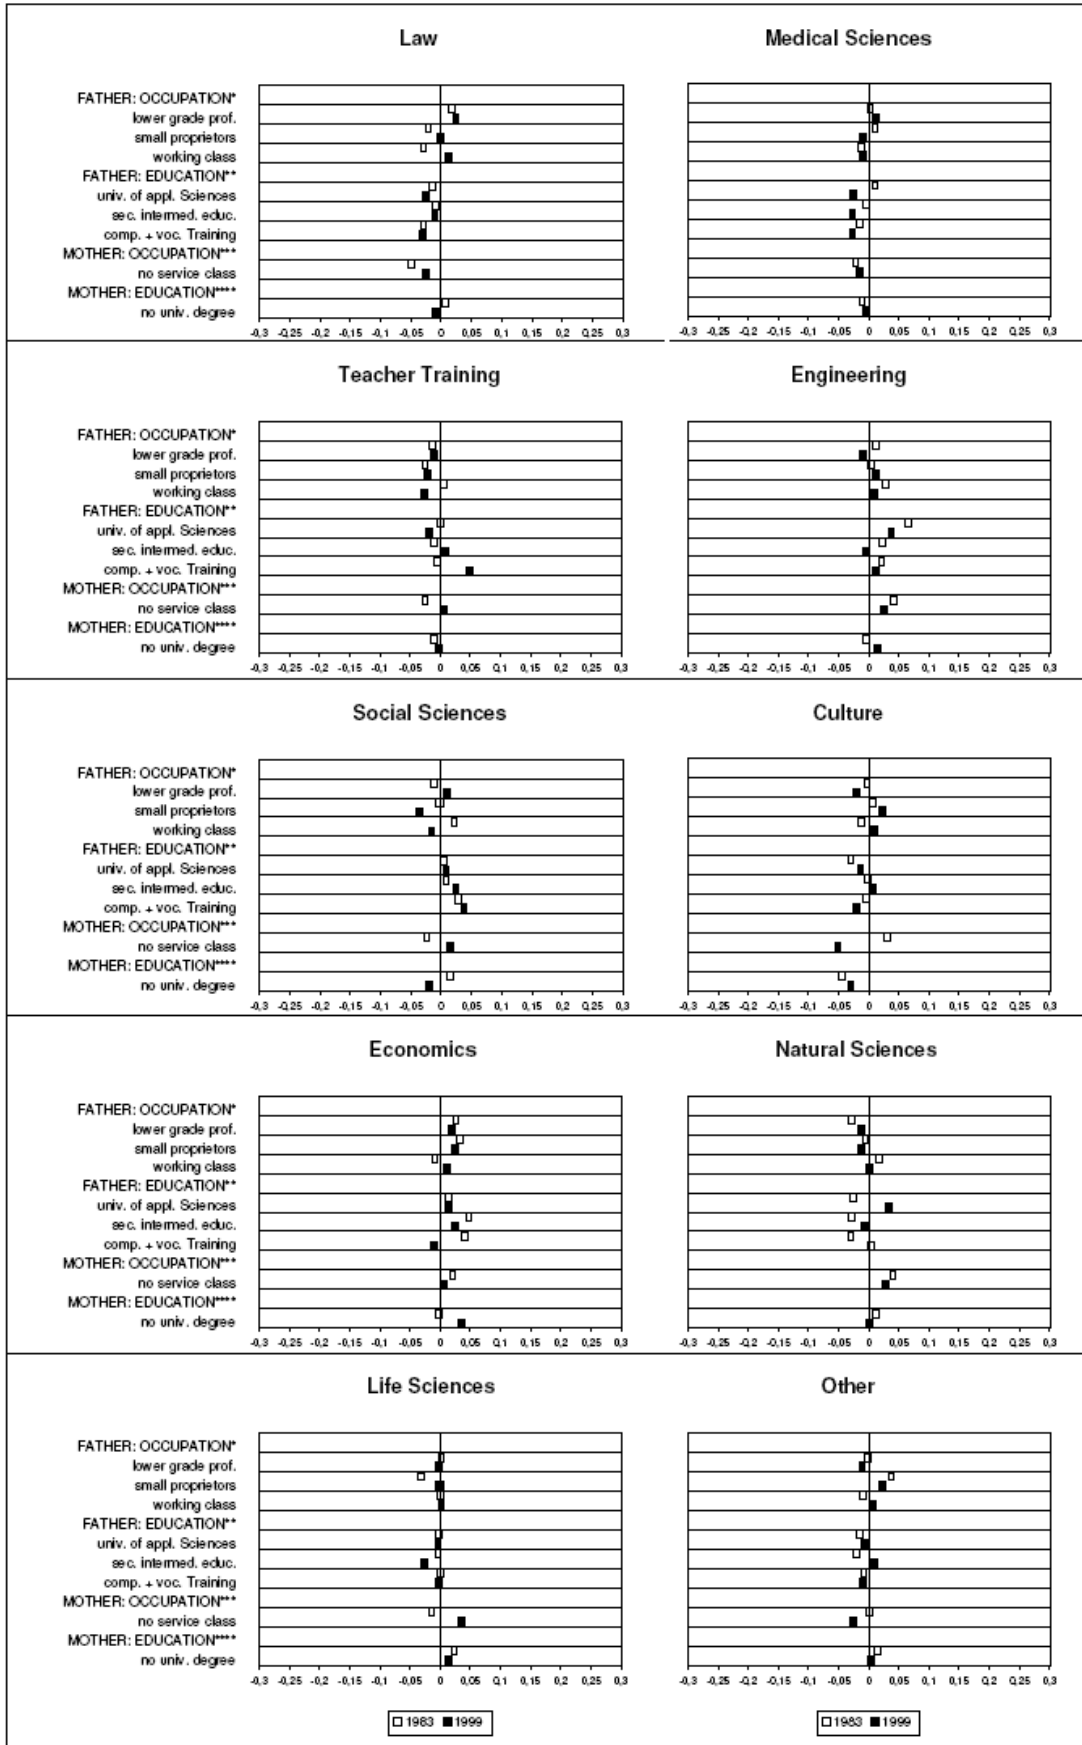 Law Medical Sciences
FATHER: OCCUPATION*
lower grade prof.
small proprietors
working class
FATHER: EDUCATION**
univ. of appl. Sciences
sec. intermed. educ.
comp. + voc. Training
MOTHER: OCCUPATION***
no service class
MOTHER: EDUCATION****
no univ. degree
-0,3 -0,25 -0,2 -0,15 -0,1 -0,05 0 0,05 0,1 0,15 0,2 0,25 0,3 -0,3 -0,25 -0,2 -0,15 -0,1 -0,05 0 0,05 0,1 0,15 0,2 0,25 0,3
Teacher Training Engineering
FATHER: OCCUPATION*
lower grade prof.
small proprietors
working class
FATHER: EDUCATION**
univ. of appl. Sciences
sec. intermed. educ.
comp. + voc. Training
MOTHER: OCCUPATION***
no service class
MOTHER: EDUCATION****
no univ. degree
-0,3 -0,25 -0,2 -0,15 -0,1 -0,05 0 0,05 0,1 0,15 0,2 0,25 0,3 -0,3 -0,25 -0,2 -0,15 -0,1 -0,05 0 0,05 0,1 0,15 0,2 0,25 0,3
Social Sciences Culture
FATHER: OCCUPATION*
lower grade prof.
small proprietors
working class
FATHER: EDUCATION**
univ. of appl. Sciences
sec. intermed. educ.
comp. + voc. Training
MOTHER: OCCUPATION***
no service class
MOTHER: EDUCATION****
no univ. degree
-0,3 -0,25 -0,2 -0,15 -0,1 -0,05 0 0,05 0,1 0,15 0,2 0,25 0,3 -0,3 -0,25 -0,2 -0,15 -0,1 -0,05 0 0,05 0,1 0,15 0,2 0,25 0,3
Economics Natural Sciences
FATHER: OCCUPATION*
lower grade prof.
small proprietors
working class
FATHER: EDUCATION**
univ. of appl. Sciences
sec. intermed. educ.
comp. + voc. Training
MOTHER: OCCUPATION***
no service class
MOTHER: EDUCATION****
no univ. degree
-0,3 -0,25 -0,2 -0,15 -0,1 -0,05 0 0,05 0,1 0,15 0,2 0,25 0,3 -0,3 -0,25 -0,2 -0,15 -0,1 -0,05 0 0,05 0,1 0,15 0,2 0,25 0,3
Life Sciences Other
FATHER: OCCUPATION*
lower grade prof.
small proprietors
working class
FATHER: EDUCATION**
univ. of appl. Sciences
sec. intermed. educ.
comp. + voc. Training
MOTHER: OCCUPATION***
no service class
MOTHER: EDUCATION****
no univ. degree
-0,3 -0,25 -0,2 -0,15 -0,1 -0,05 0 0,05 0,1 0,15 0,2 0,25 0,3 -0,3 -0,25 -0,2 -0,15 -0,1 -0,05 0 0,05 0,1 0,15 0,2 0,25 0,3
1983 1999 1983 1999